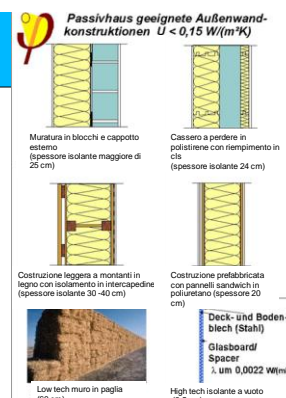 Passivhaus geeignete Außenwand-
konstruktionen U < 0,15 W/(m²K)
Muratura in blocchi e cappotto
esterno
(spessore isolante maggiore di
25 cm)
Cassero a perdere in
polistirene con riempimento in
cls
(spessore isolante 24 cm)
Costruzione leggera a montanti in
legno con isolamento in intercapedine
(spessore isolante 30 -40 cm)
Costruzione prefabbricata
con pannelli sandwich in
poliuretano (spessore 20
cm)
Low tech muro in paglia
Deck- und Boden-
blech (Stahl)
Glasboard/
Spacer
λ um 0,0022
High tech isolante a vuoto